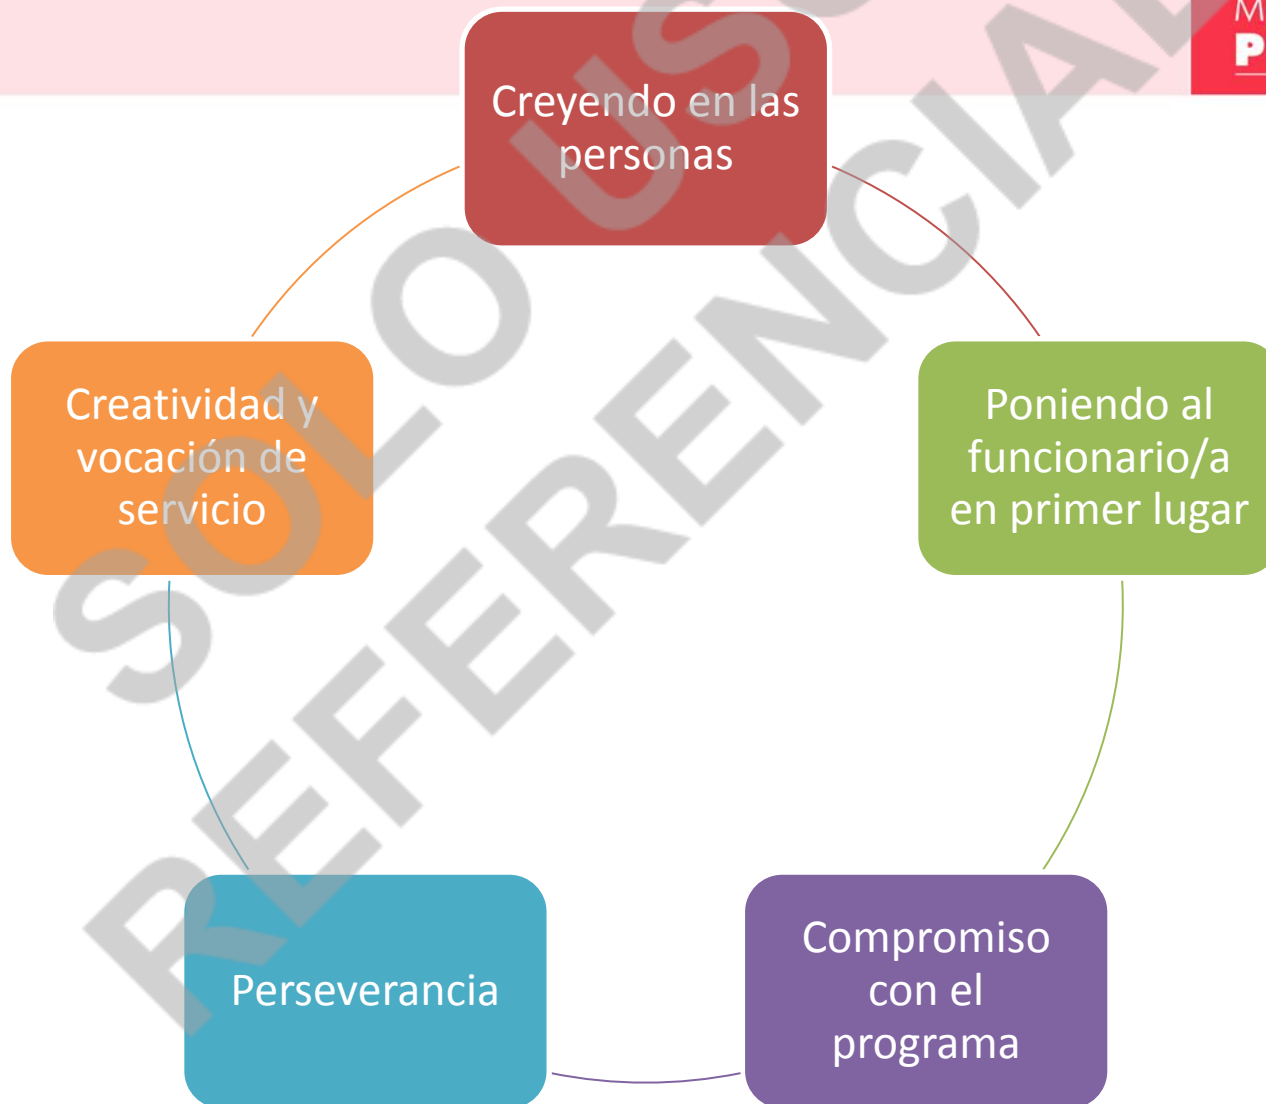 Creyendo en las
personas
Poniendo al
funcionario/a
en primer lugar
Compromiso
con el
programa
Perseverancia
Creatividad y
vocación de
servicio
SOLO USO
REFERENCIAL